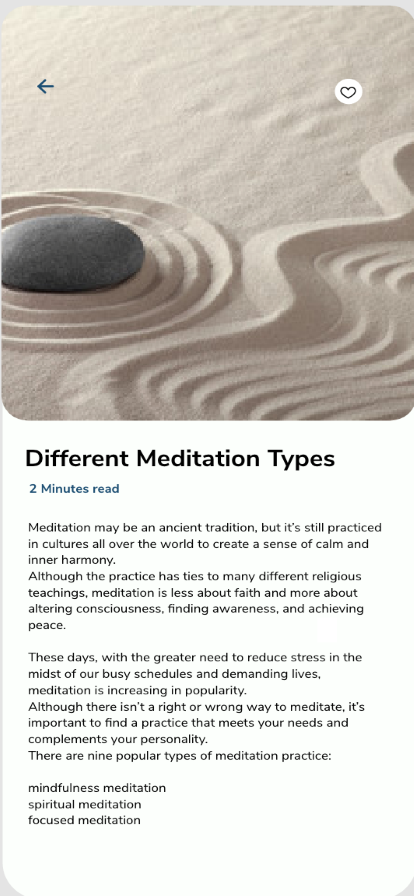 Different Meditation Types
2 Minutes read
Meditation may be an ancient tradition, but it’s still practiced
in cultures all over the world to create a sense of calm and
inner harmony.
Although the practice has ties to many different religious
teachings, meditation is less about faith and more about
altering consciousness, finding awareness, and achieving
peace.
These days, with the greater need to reduce stress in the
midst of our busy schedules and demanding lives,
meditation is increasing in popularity.
Although there isn’t a right or wrong way to meditate, it’s
important to find a practice that meets your needs and
complements your personality.
There are nine popular types of meditation practice:
mindfulness meditation
spiritual meditation
focused meditation